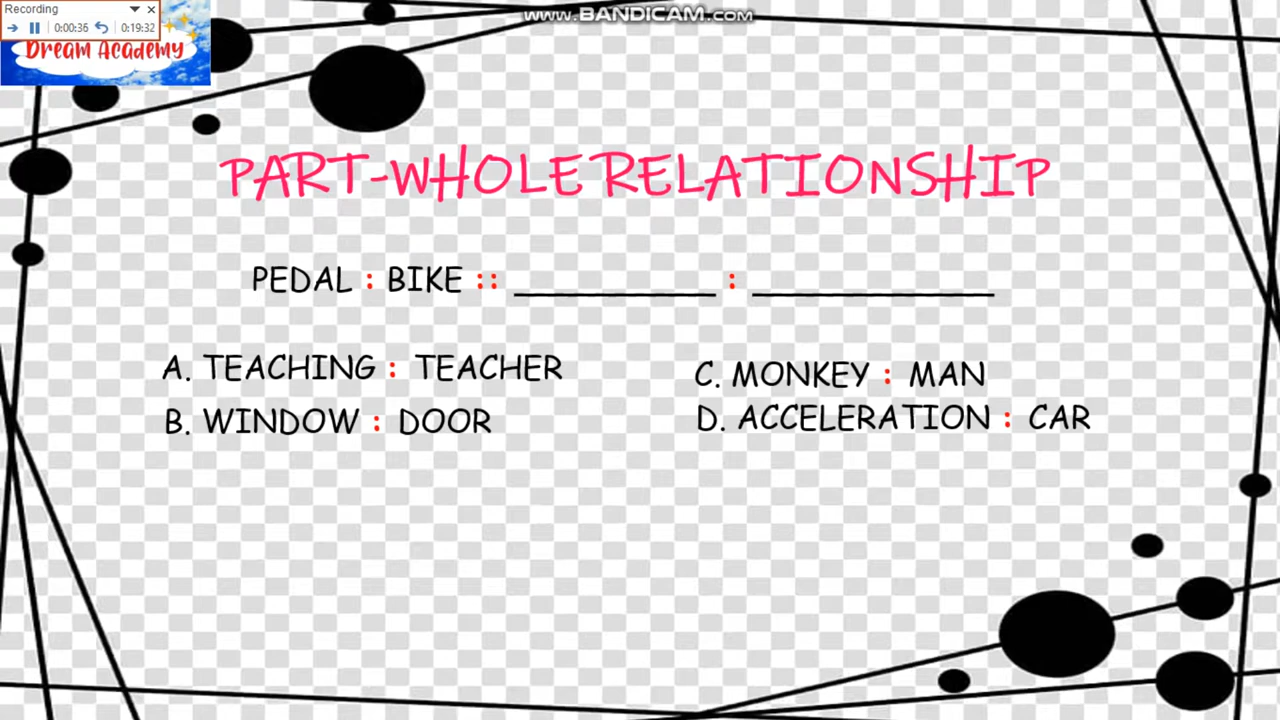 Recording
0:00:36 0:19:32
Dream Academy
www.BANDICAM.com
PART-WHOLE RELATIONSHIP
PEDAL : BIKE :: __________ : ____________
A. TEACHING : TEACHER
B. WINDOW : DOOR
C. MONKEY : MAN
D. ACCELERATION : CAR